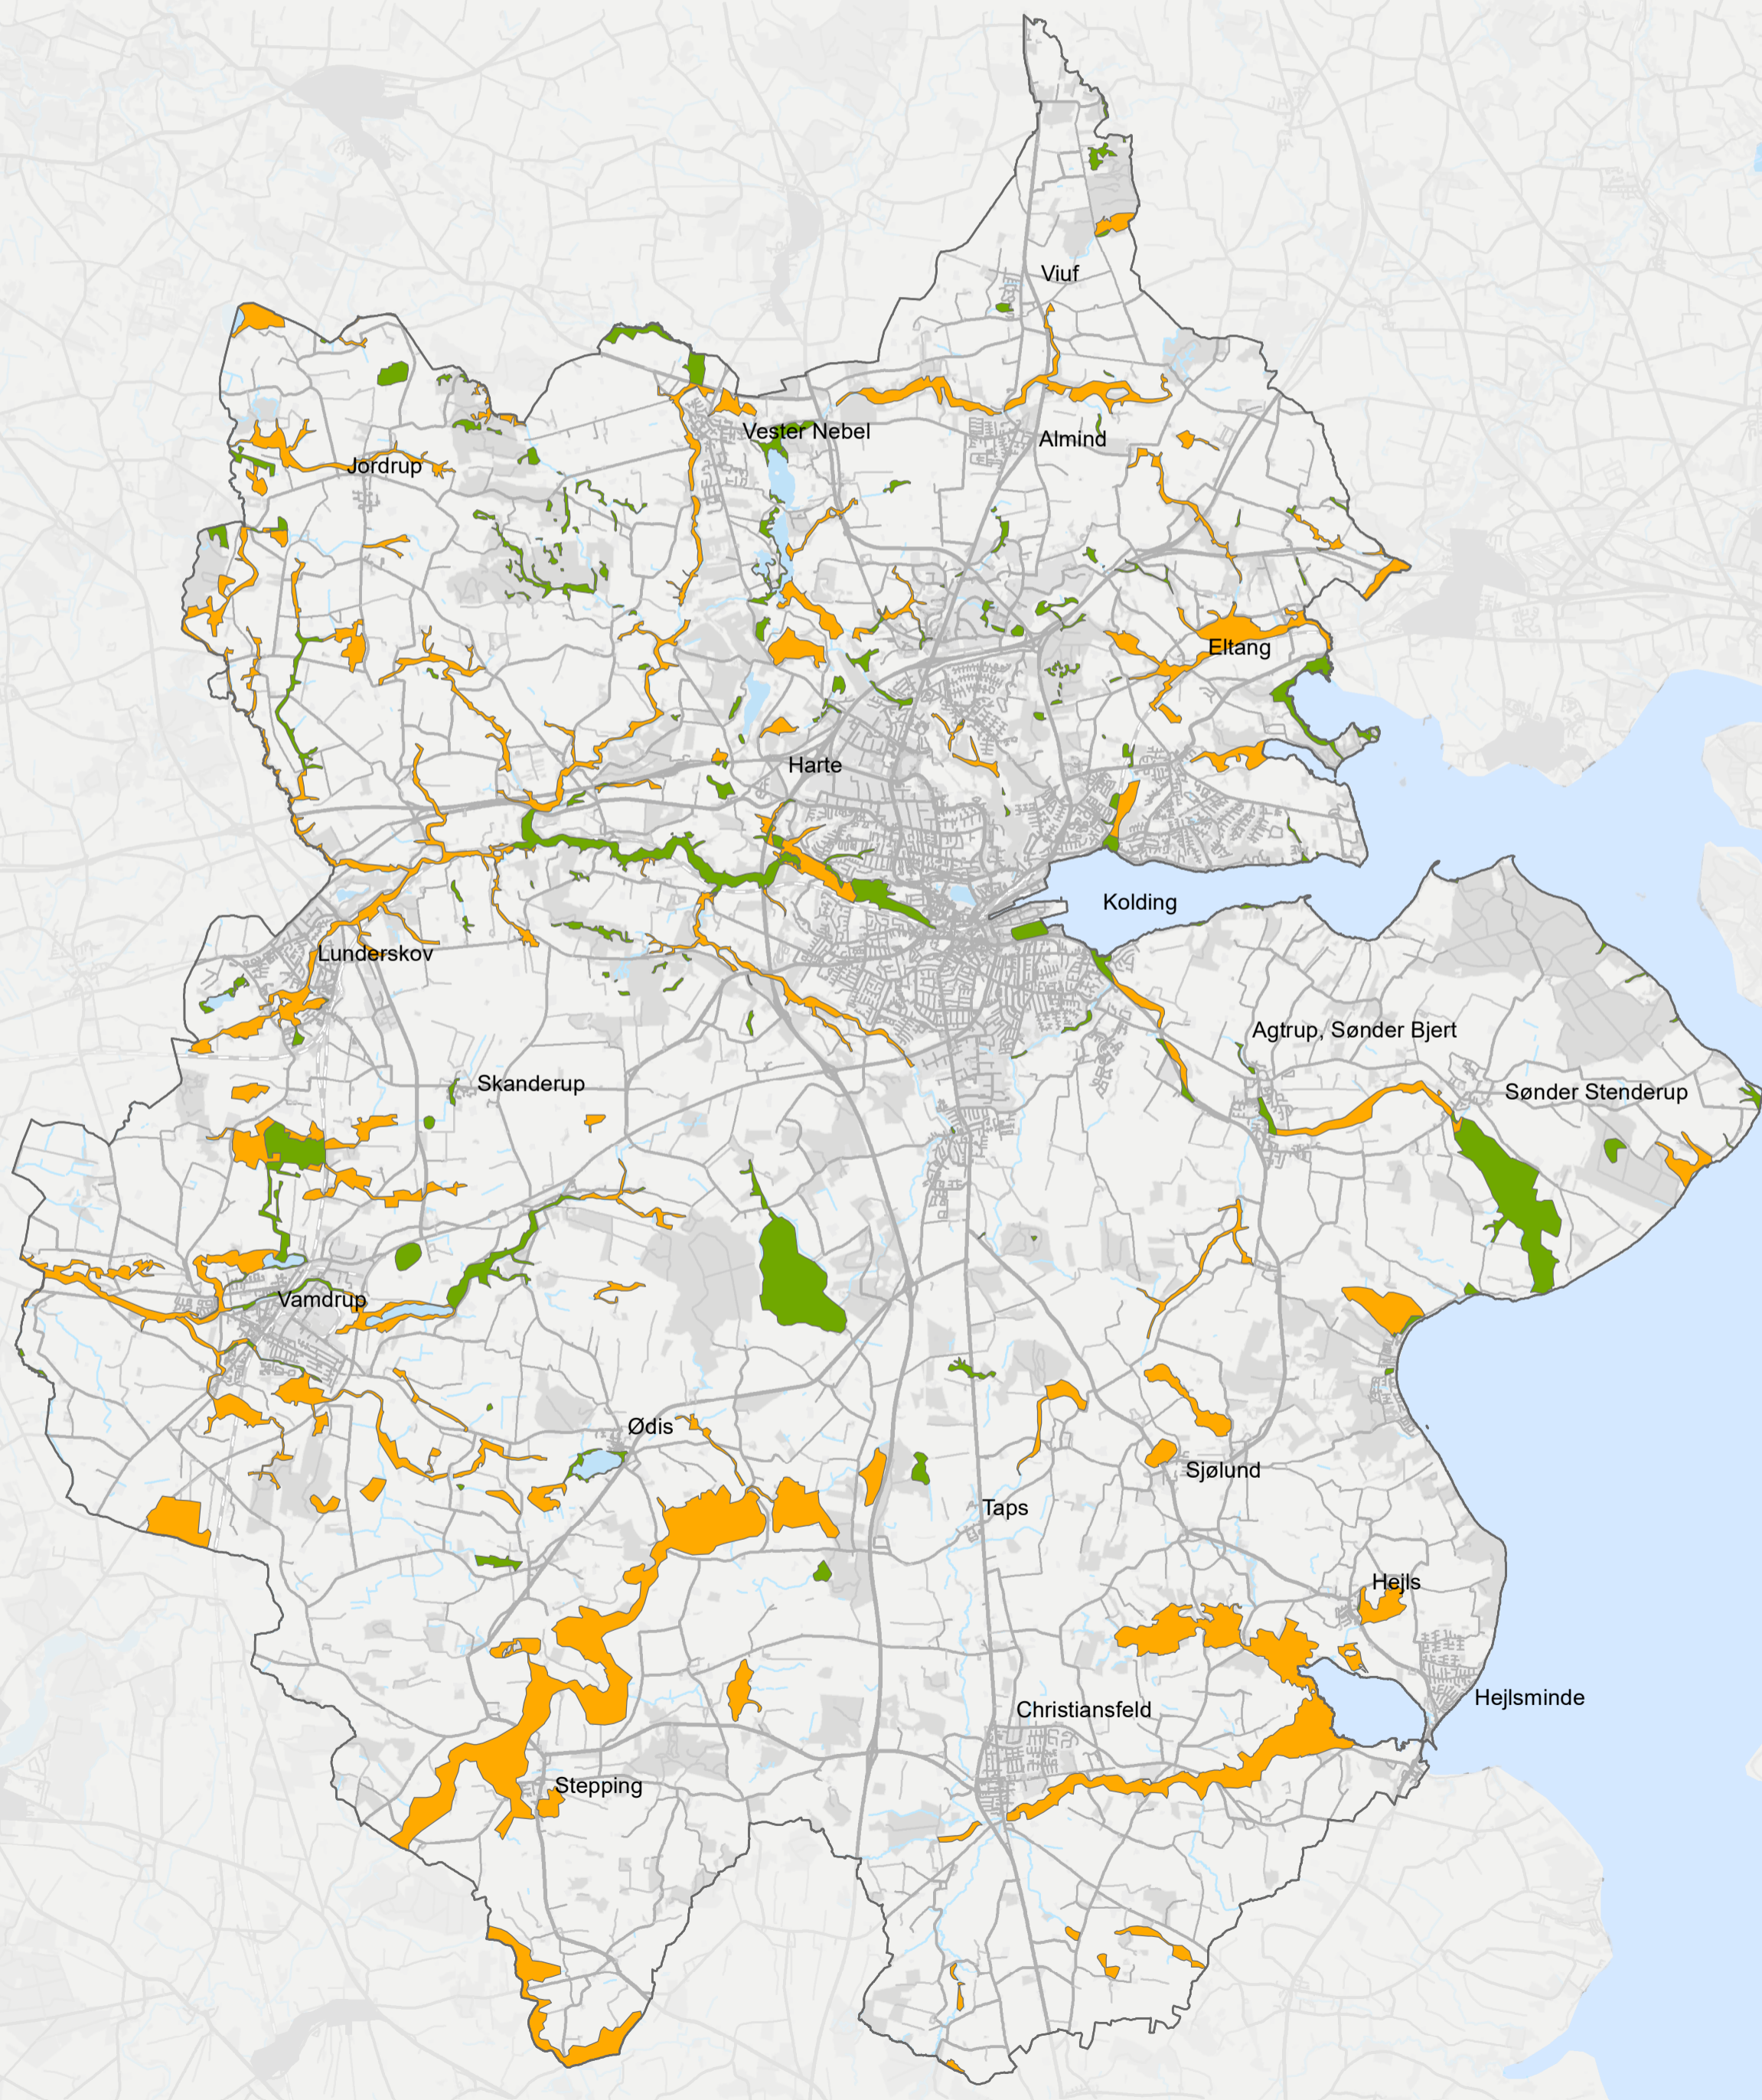 Viuf
Vester Nebel
Almind
Jordrup
Eltang
Harte
Kolding
Lunderskov
Agtrup, Sønder Bjert
Skanderup
Sønder Stenderup
Vamdrup
Ødis
Sjølund
Taps
Hejls
Hejlsminde
Christiansfeld
Stepping